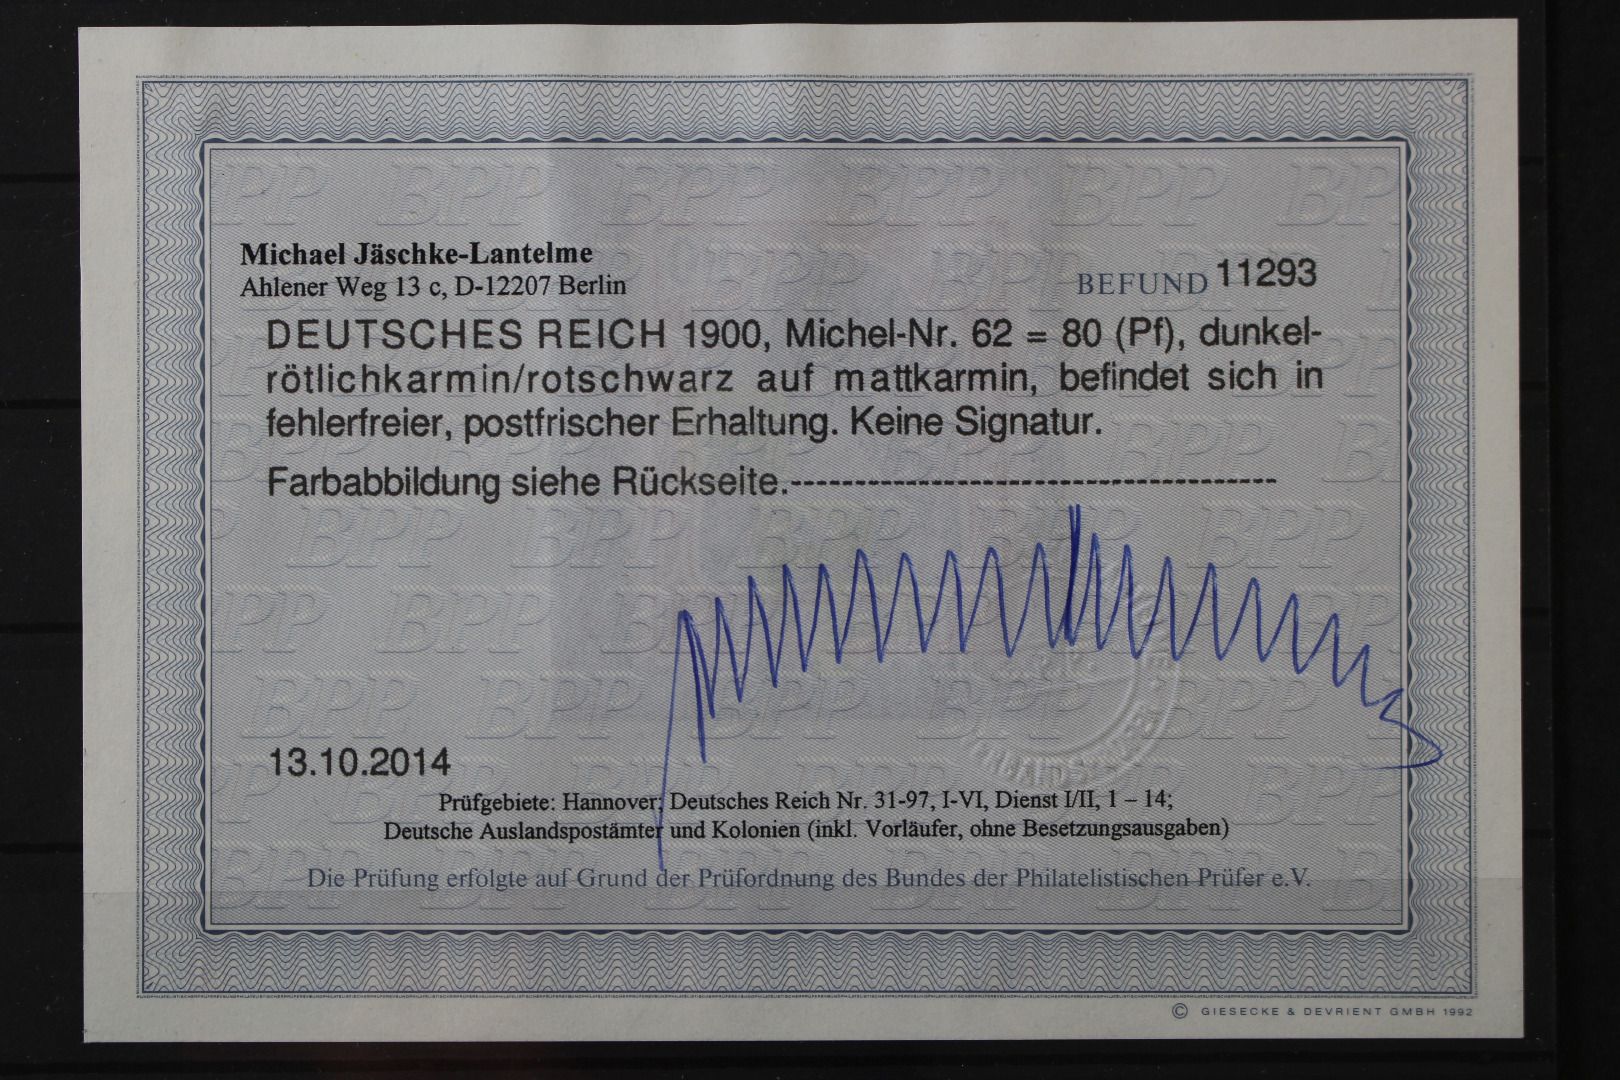 Michael Jäschke-Lantelme
Ahlener Weg 13 c, D-12207 Berlin
BEFUND 11293
DEUTSCHES REICH 1900, Michel-Nr. 62 = 80 (Pf), dunkel-
rötlichkarmin/rotschwarz auf mattkarmin, befindet sich in
fehlerfreier, postfrischer Erhaltung. Keine Signatur.
Farbabbildung siehe Rückseite.-------------------------------------
13.10.2014
Prüfgebiete: Hannover; Deutsches Reich Nr. 31-97, I-VI, Dienst I/II, 1 – 14;
Deutsche Auslandspostämter und Kolonien (inkl. Vorläufer, ohne Besetzungsausgaben)
Die Prüfung erfolgte auf Grund der Prüfordnung des Bundes der Philatelistischen Prüfer e.V.
© GIESECKE & DEVRIENT GMBH 1992